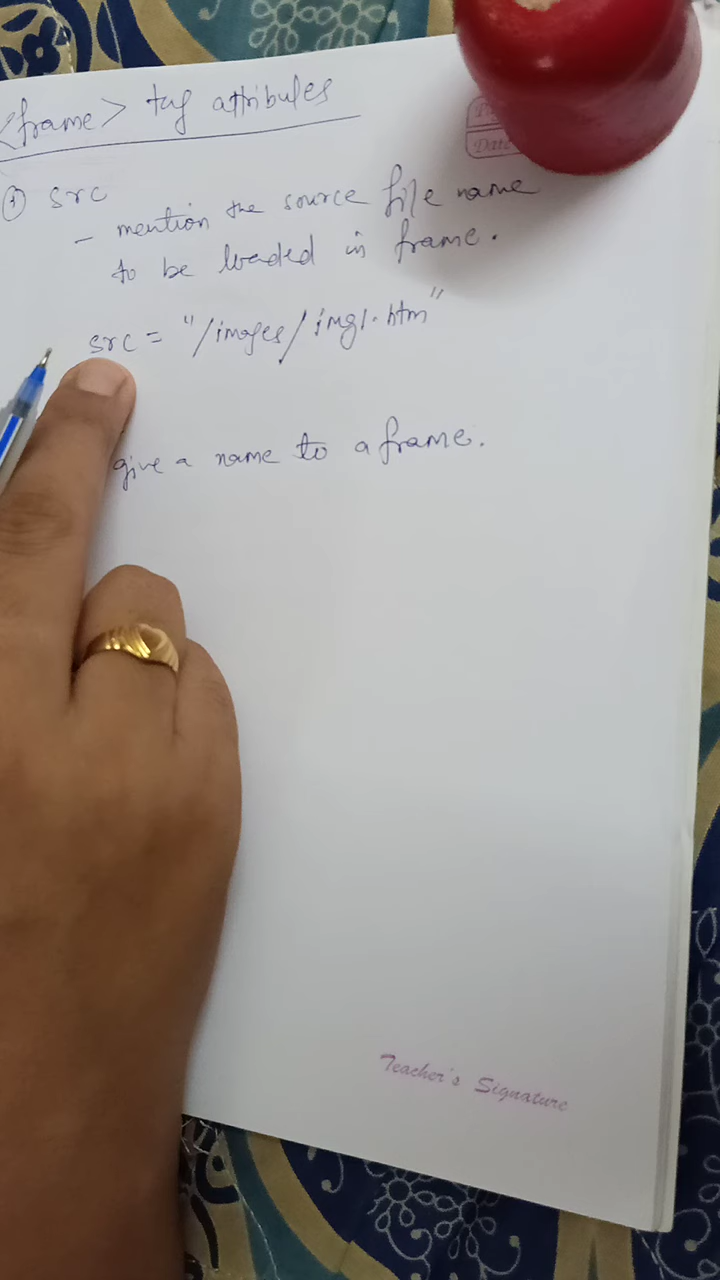 <frame> tag attributes
Date
① src
- mention the source file name
to be loaded in frame.
src = "/images/img1.htm"
give a name to a frame.
Teacher's Signature